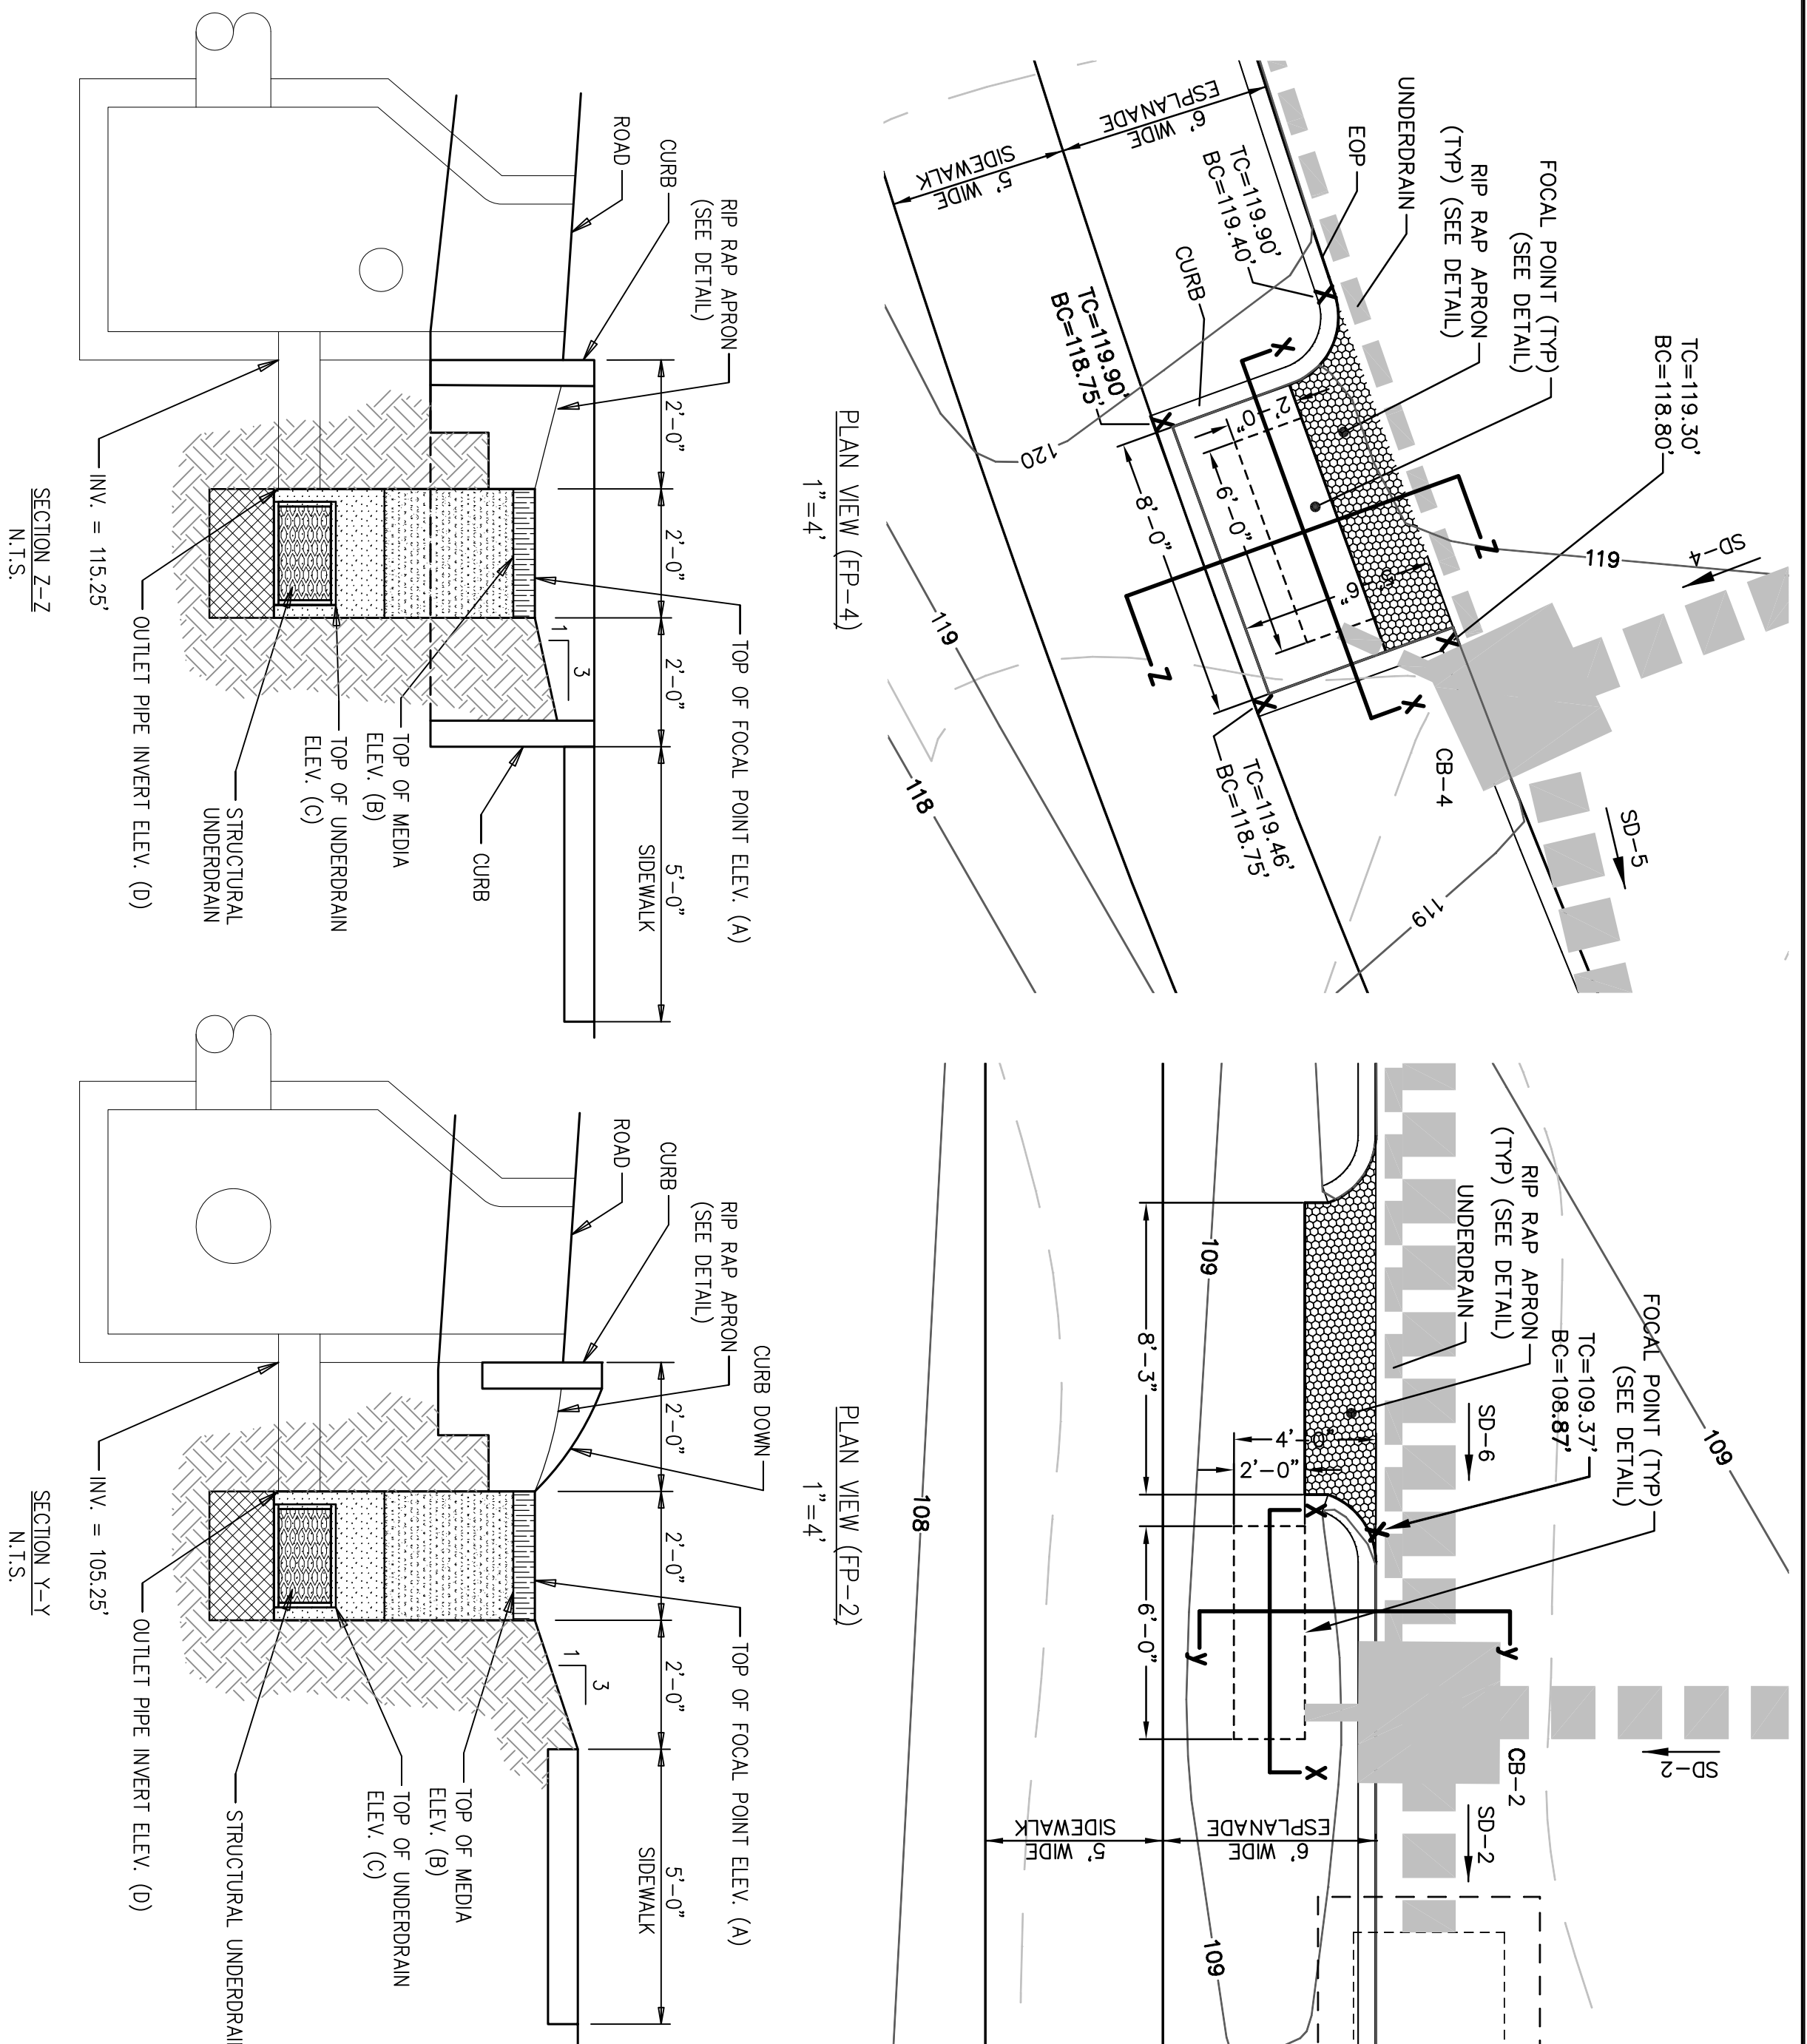 6' WIDE
ESPLANADE
5' WIDE
SIDEWALK
UNDERDRAIN
EOP
RIP RAP APRON
(TYP) (SEE DETAIL)
FOCAL POINT (TYP)
(SEE DETAIL)
TC=119.30'
BC=118.80'
TC=119.90'
BC=119.40'
CURB
TC=119.90'
BC=118.75'
120
X
2'-0"
6'-0"
8'-0"
6"
Z
Z
X
119
SD-4
119
118
CB-4
TC=119.46'
BC=118.75'
SD-5
119
PLAN VIEW (FP-4)
1"=4'
RIP RAP APRON
(SEE DETAIL)
CURB
ROAD
2'-0"
2'-0"
2'-0"
5'-0"
SIDEWALK
TOP OF FOCAL POINT ELEV. (A)
1
3
TOP OF MEDIA
ELEV. (B)
TOP OF UNDERDRAIN
ELEV. (C)
CURB
STRUCTURAL
UNDERDRAIN
OUTLET PIPE INVERT ELEV. (D)
INV. = 115.25'
SECTION Z-Z
N.T.S.
RIP RAP APRON
(TYP) (SEE DETAIL)
UNDERDRAIN
FOCAL POINT (TYP)
(SEE DETAIL)
TC=109.37'
BC=108.87'
109
SD-6
109
8'-3"
4'-0"
2'-0"
X
6'-0"
y
y
X
108
CB-2
SD-2
SD-2
6' WIDE
ESPLANADE
5' WIDE
SIDEWALK
109
PLAN VIEW (FP-2)
1"=4'
CURB DOWN
RIP RAP APRON
(SEE DETAIL)
CURB
ROAD
2'-0"
2'-0"
2'-0"
5'-0"
SIDEWALK
TOP OF FOCAL POINT ELEV. (A)
1
3
TOP OF MEDIA
ELEV. (B)
TOP OF UNDERDRAIN
ELEV. (C)
STRUCTURAL UNDERDRAI
OUTLET PIPE INVERT ELEV. (D)
INV. = 105.25'
SECTION Y-Y
N.T.S.